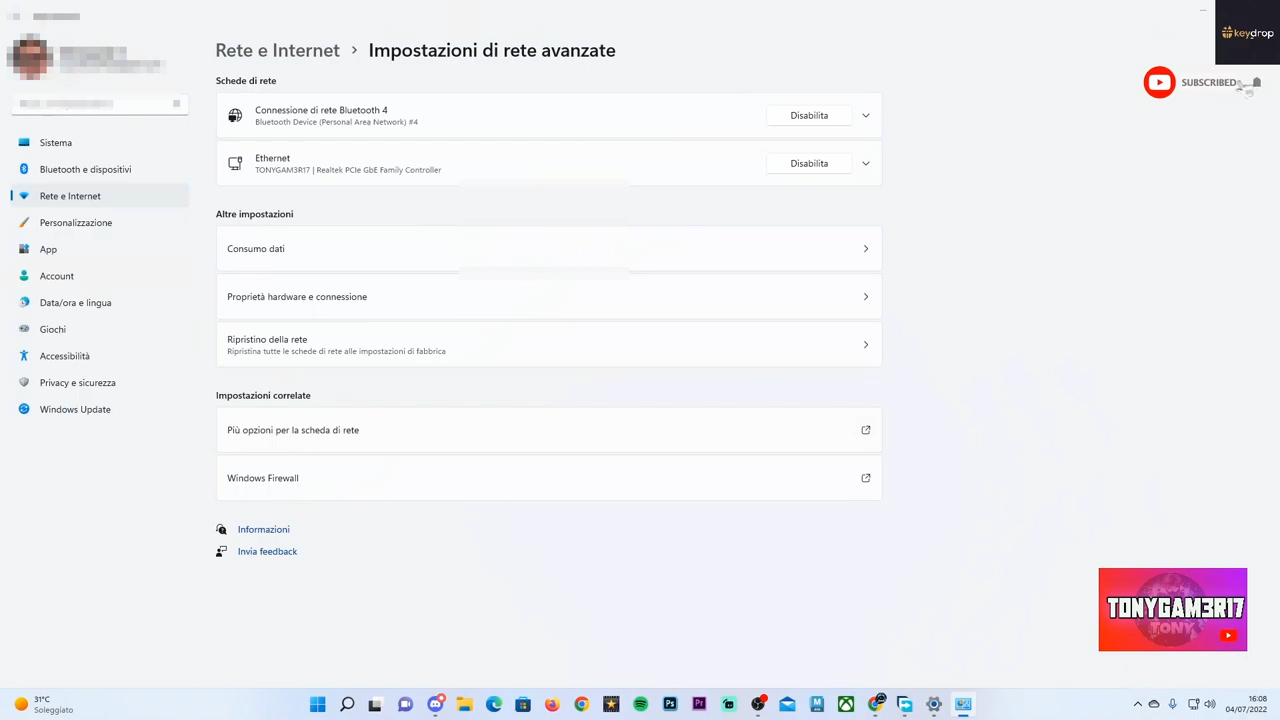 Rete e Internet > Impostazioni di rete avanzate
keydrop
SUBSCRIBED
Schede di rete
Connessione di rete Bluetooth 4
Bluetooth Device (Personal Area Network) #4
Disabilita
Ethernet
TONYGAM3R17 | Realtek PCIe GbE Family Controller
Disabilita
Sistema
Bluetooth e dispositivi
Rete e Internet
Personalizzazione
App
Account
Data/ora e lingua
Giochi
Accessibilità
Privacy e sicurezza
Windows Update
Altre impostazioni
Consumo dati
Proprietà hardware e connessione
Ripristino della rete
Ripristina tutte le schede di rete alle impostazioni di fabbrica
Impostazioni correlate
Più opzioni per la scheda di rete
Windows Firewall
Informazioni
Invia feedback
TONYGAM3R17
TONY
31°C
Soleggiato
16:08
04/07/2022